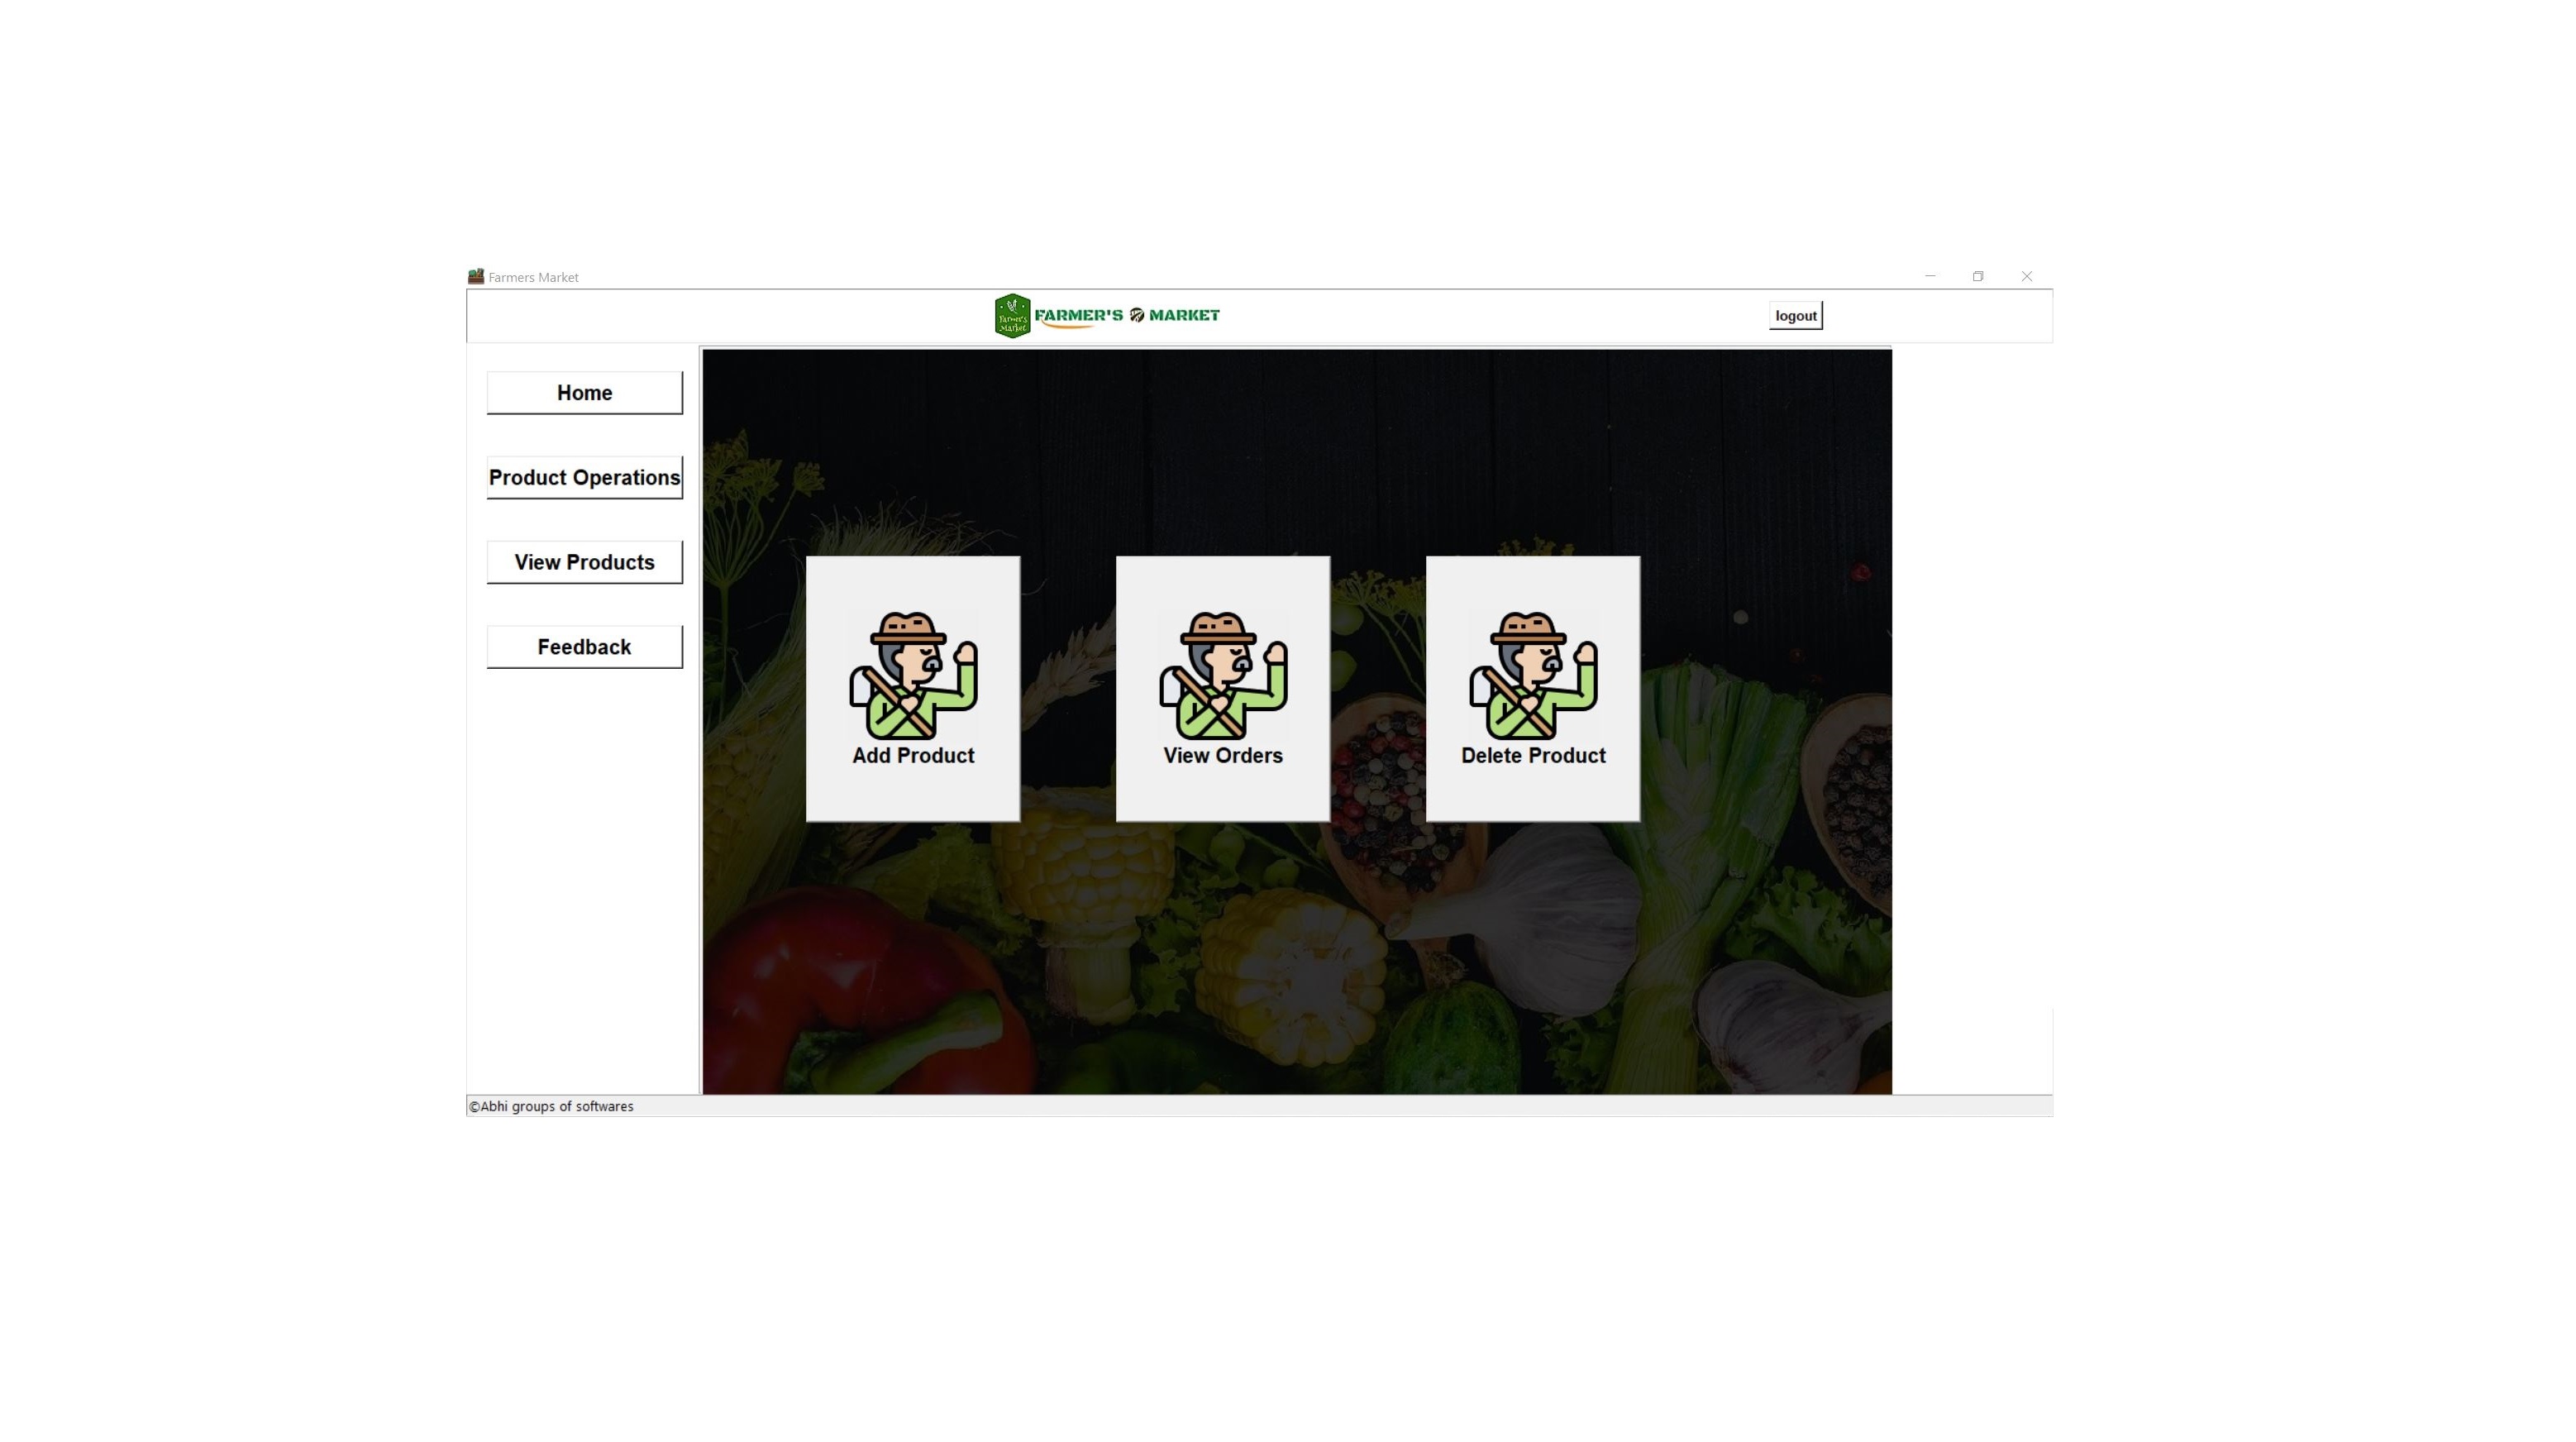 Farmers Market
Farmer's Market
FARMER'S MARKET
logout
Home
Product Operations
View Products
Feedback
Add Product
View Orders
Delete Product
©Abhi groups of softwares